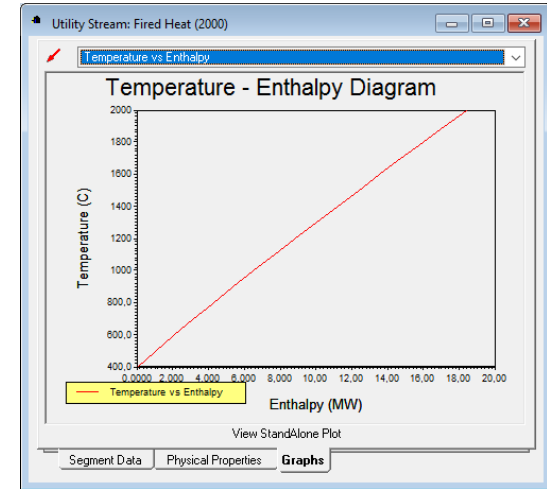 Utility Stream: Fired Heat (2000)
Temperature vs Enthalpy
Temperature - Enthalpy Diagram
2000
1800
1600
1400
1200
1000
800,0
600,0
400,0
Temperature (C)
0,0000 2,000 4,000 6,000 8,000 10,00 12,00 14,00 16,00 18,00 20,00
Temperature vs Enthalpy
Enthalpy (MW)
View StandAlone Plot
Segment Data Physical Properties Graphs